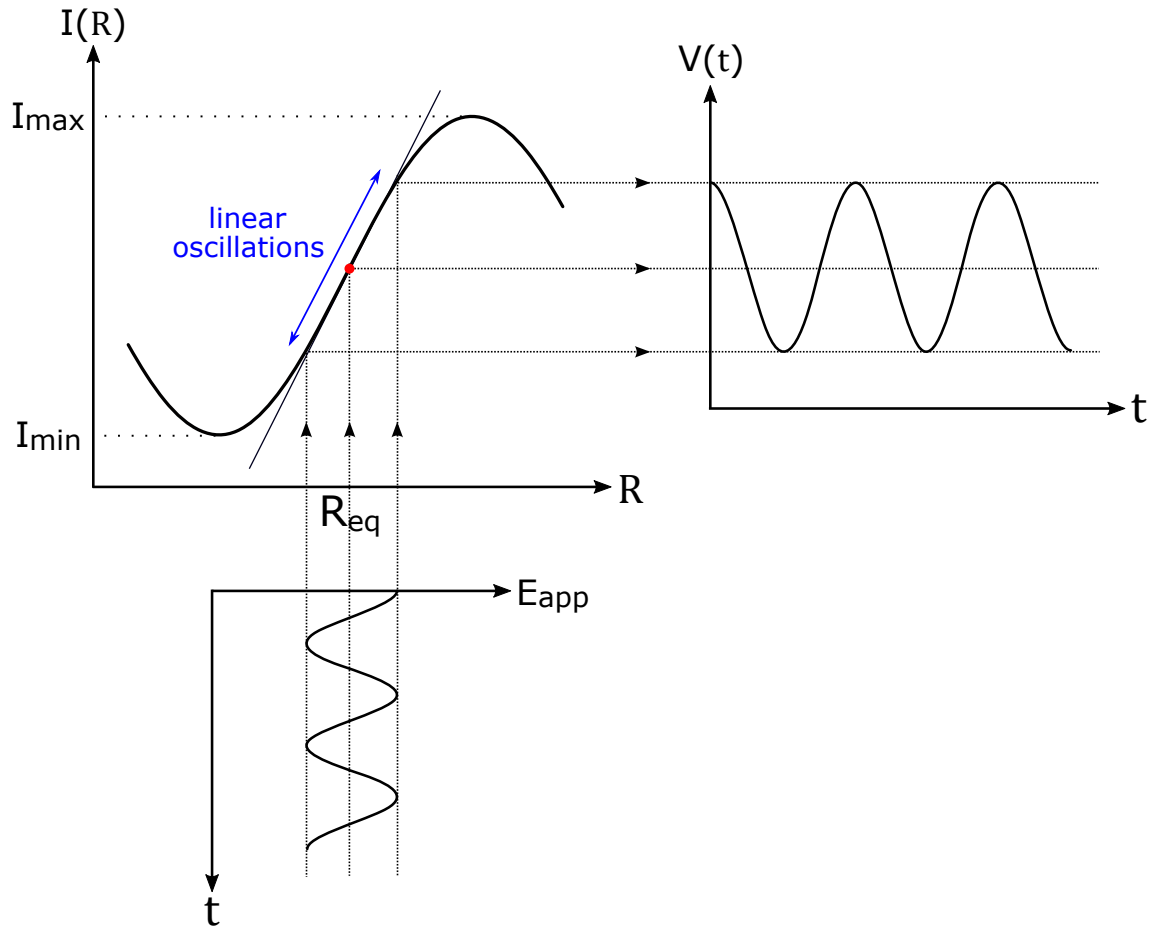 I(R)
V(t)
Imax
linear
oscillations
t
Imin
R
Req
Eapp
t